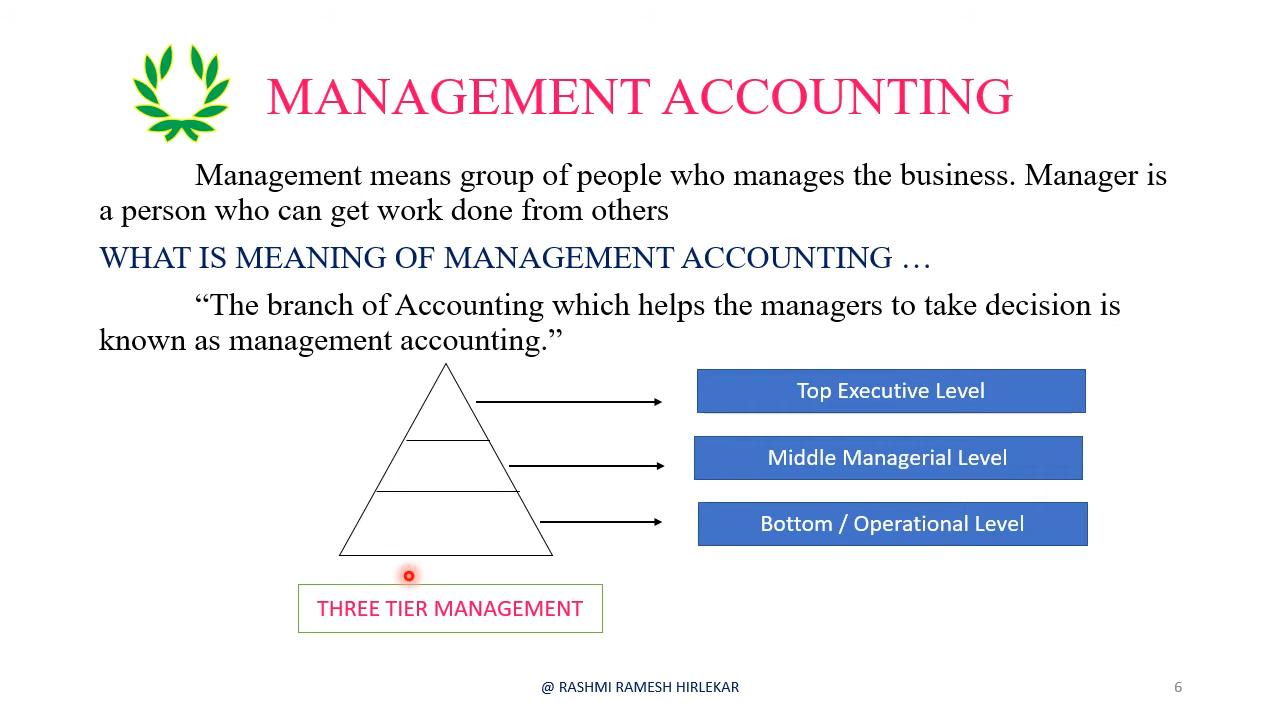 MANAGEMENT ACCOUNTING
Management means group of people who manages the business. Manager is
a person who can get work done from others
WHAT IS MEANING OF MANAGEMENT ACCOUNTING …
“The branch of Accounting which helps the managers to take decision is
known as management accounting.”
Top Executive Level
Middle Managerial Level
Bottom / Operational Level
THREE TIER MANAGEMENT
@ RASHMI RAMESH HIRLEKAR
6